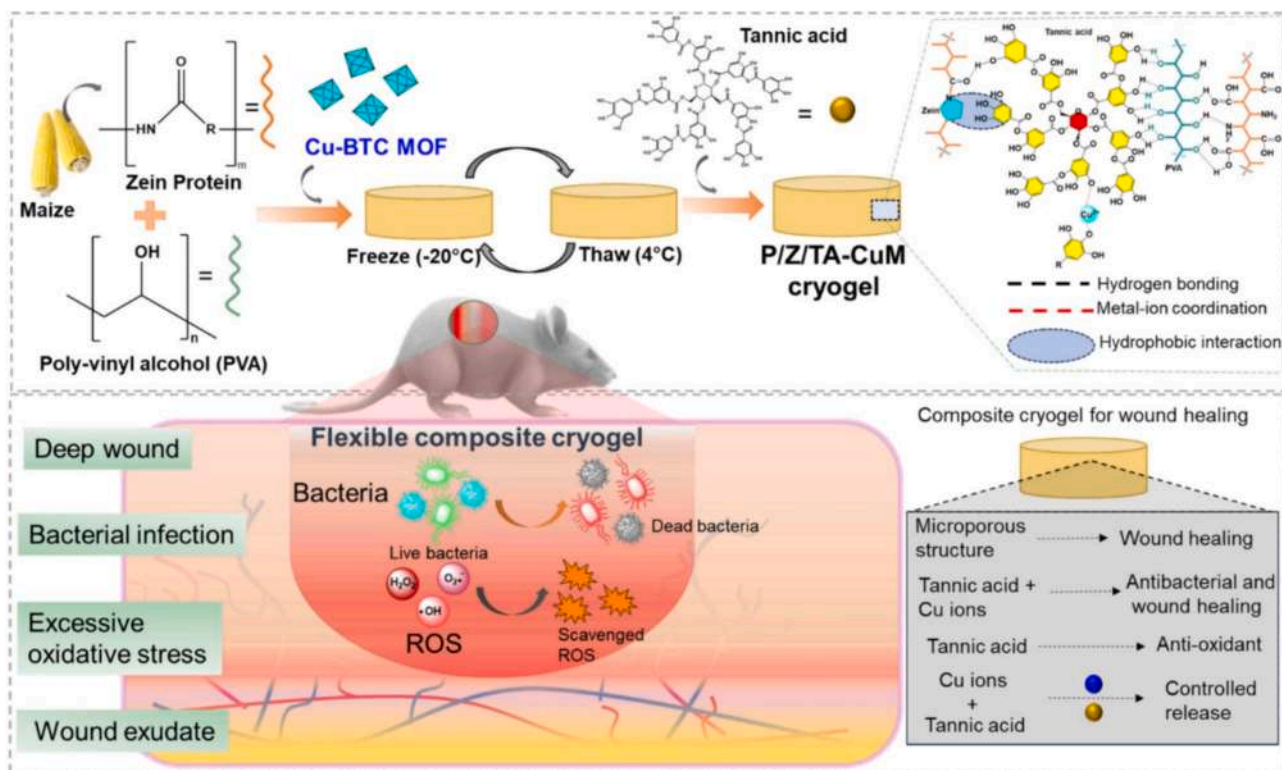 O
HN
R
m
Zein Protein
Maize
OH
n
Poly-vinyl alcohol (PVA)
=
=
Cu-BTC MOF
Freeze (-20°C)
Thaw (4°C)
Tannic acid
=
P/Z/TA-CuM
cryogel
Tannic acid
Zein
PVA
Hydrogen bonding
Metal-ion coordination
Hydrophobic interaction
Deep wound
Bacterial infection
Excessive
oxidative stress
Wound exudate
Flexible composite cryogel
Bacteria
Live bacteria
Dead bacteria
H₂O₂
•OH
ROS
Scavenged
ROS
Composite cryogel for wound healing
Microporous
structure
Wound healing
Tannic acid +
Cu ions
Antibacterial and
wound healing
Tannic acid
Anti-oxidant
Cu ions
+
Tannic acid
Controlled
release